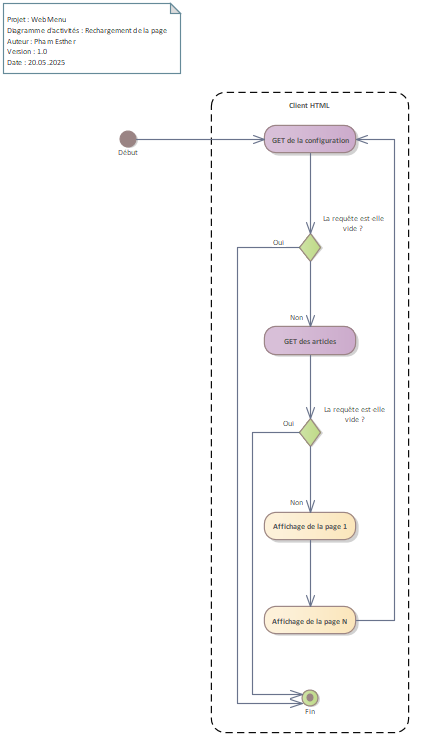 Projet : WebMenu
Diagramme d'activités : Rechargement de la page
Auteur : Pham Esther
Version : 1.0
Date : 20.05.2025
Client HTML
GET de la configuration
Début
La requête est elle
vide ?
Oui
Non
GET des articles
La requête est elle
vide ?
Oui
Non
Affichage de la page 1
Affichage de la page N
Fin